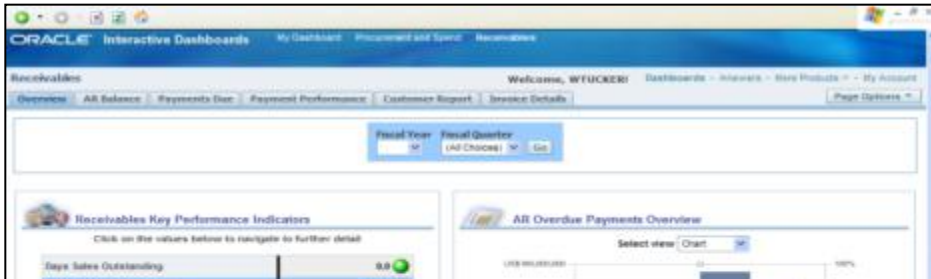 ORACLE Interactive Dashboards My Dashboard Procurement and Spend Receivables
Receivables Welcome, WTUCKER! Dashboards - Answers - More Products - My Account
Overview AR Balance Payments Due Payment Performance Customer Report Invoice Details Page Options
Fiscal Year Fiscal Quarter
(All Choices) Go
Receivables Key Performance Indicators AR Overdue Payments Overview
Click on the values below to navigate to further detail
Select view Chart
Days Sales Outstanding 0.0 100%